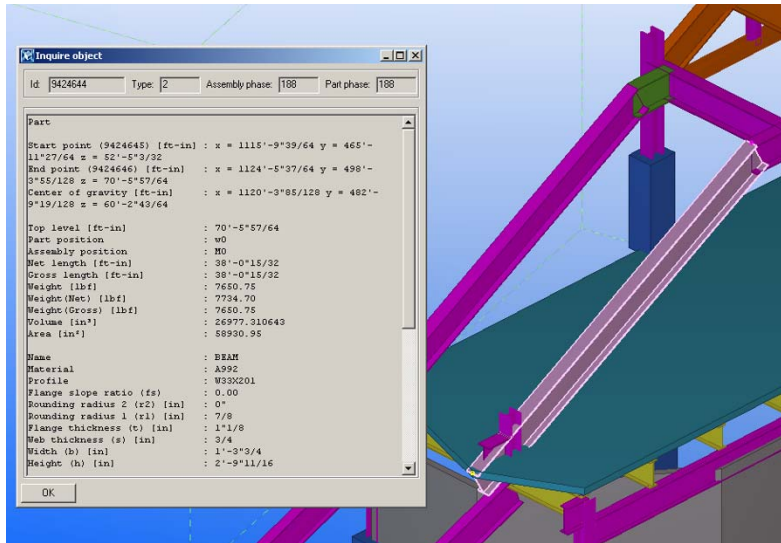 Inquire object
Id: 9424644 Type: 2 Assembly phase: 188 Part phase: 188
Part
Start point (9424645) [ft-in] : x = 1115'-9"39/64 y = 465'-
11"27/64 z = 52'-5"3/32
End point (9424646) [ft-in] : x = 1124'-5"37/64 y = 498'-
3"55/128 z = 70'-5"57/64
Center of gravity [ft-in] : x = 1120'-3"85/128 y = 482'-
9"19/128 z = 60'-2"43/64
Top level [ft-in] : 70'-5"57/64
Part position : w0
Assembly position : M0
Net length [ft-in] : 38'-0"15/32
Gross length [ft-in] : 38'-0"15/32
Weight [lbf] : 7650.75
Weight(Net) [lbf] : 7734.70
Weight(Gross) [lbf] : 7650.75
Volume [in³] : 26977.310643
Area [in²] : 58930.95
Name : BEAM
Material : A992
Profile : W33X201
Flange slope ratio (fs) : 0.00
Rounding radius 2 (r2) [in] : 0"
Rounding radius 1 (r1) [in] : 7/8
Flange thickness (t) [in] : 1"1/8
Web thickness (s) [in] : 3/4
Width (b) [in] : 1'-3"3/4
Height (h) [in] : 2'-9"11/16
OK